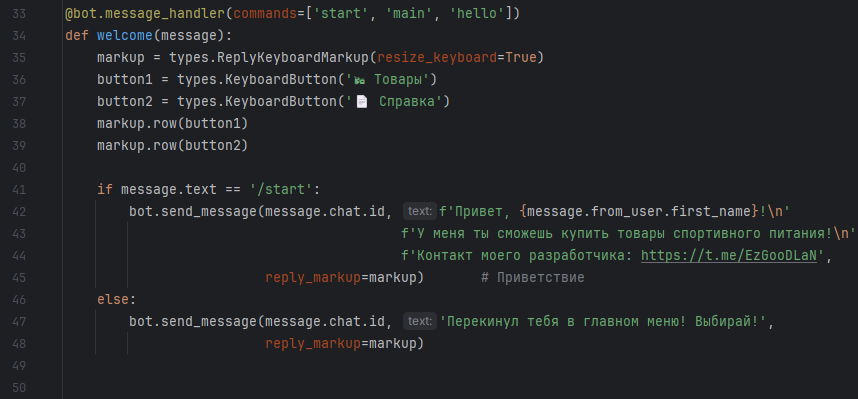 33 @bot.message_handler(commands=['start', 'main', 'hello'])
34 def welcome(message):
35     markup = types.ReplyKeyboardMarkup(resize_keyboard=True)
36     button1 = types.KeyboardButton('🏪 Товары')
37     button2 = types.KeyboardButton('📄 Справка')
38     markup.row(button1)
39     markup.row(button2)
40
41     if message.text == '/start':
42         bot.send_message(message.chat.id, text: f'Привет, {message.from_user.first_name}!\n'
43                                           f'У меня ты сможешь купить товары спортивного питания!\n'
44                                           f'Контакт моего разработчика: https://t.me/EzGooDLaN',
45                          reply_markup=markup)       # Приветствие
46     else:
47         bot.send_message(message.chat.id, text: 'Перекинул тебя в главном меню! Выбирай!',
48                          reply_markup=markup)
49
50